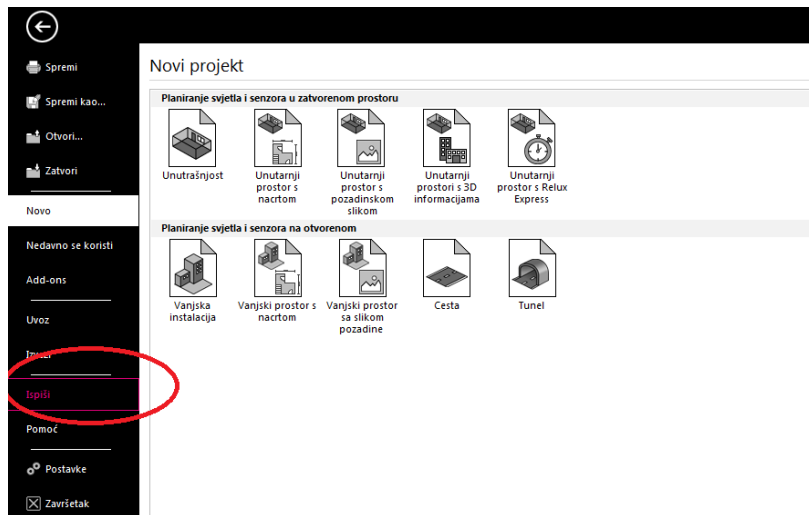 Spremi
Spremi kao...
Otvori...
Zatvori
Novo
Nedavno se koristi
Add-ons
Uvoz
Ispiši
Pomoć
Postavke
Završetak
Novi projekt
Planiranje svjetla i senzora u zatvorenom prostoru
Unutrašnjost
Unutarnji
prostor s
nacrtom
Unutarnji
prostor s
pozadinskom
slikom
Unutarnji
prostori s 3D
informacijama
Unutarnji
prostor s Relux
Express
Planiranje svjetla i senzora na otvorenom
Vanjska
instalacija
Vanjski prostor s
nacrtom
Vanjski prostor
sa slikom
pozadine
Cesta
Tunel